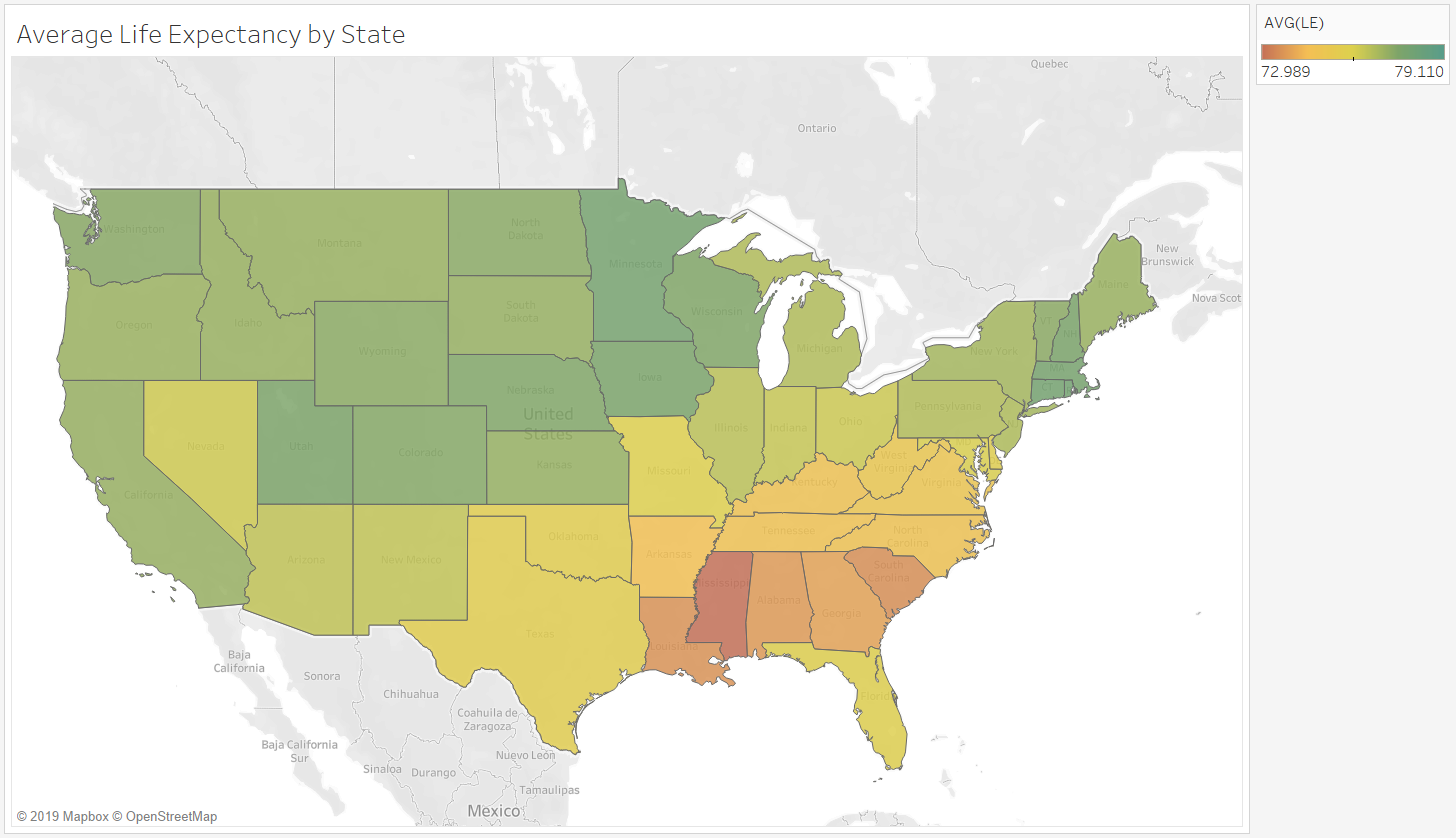 Average Life Expectancy by State
AVG(LE)
72.989
79.110
Quebec
Ontario
New
Brunswick
Nova Scot
Washington
Montana
North
Dakota
Minnesota
Maine
Oregon
Idaho
South
Dakota
Wisconsin
VT
NH
Wyoming
Michigan
New York
MA
Iowa
CT
Nebraska
Pennsylvania
United
States
Nevada
Utah
Colorado
Kansas
Illinois
Indiana
Ohio
MD
Missouri
West
Virginia
Virginia
California
Kentucky
Arizona
New Mexico
Oklahoma
Arkansas
Tennessee
North
Carolina
South
Carolina
Mississippi
Alabama
Georgia
Texas
Louisiana
Florida
Baja
California
Sonora
Chihuahua
Coahuila de
Zaragoza
Baja California
Sur
Nuevo León
Sinaloa
Durango
Tamaulipas
Mexico
© 2019 Mapbox © OpenStreetMap